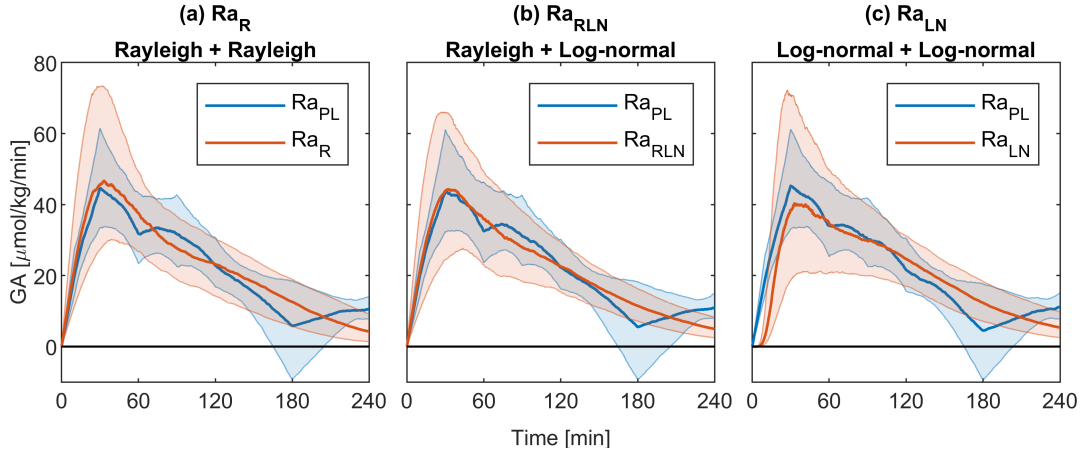 (a) Ra_R
Rayleigh + Rayleigh
(b) Ra_RLN
Rayleigh + Log-normal
(c) Ra_LN
Log-normal + Log-normal
GA [μmol/kg/min]
80
60
40
20
0
Ra_PL
Ra_R
Ra_PL
Ra_RLN
Ra_PL
Ra_LN
0 60 120 180 240
0 60 120 180 240
0 60 120 180 240
Time [min]